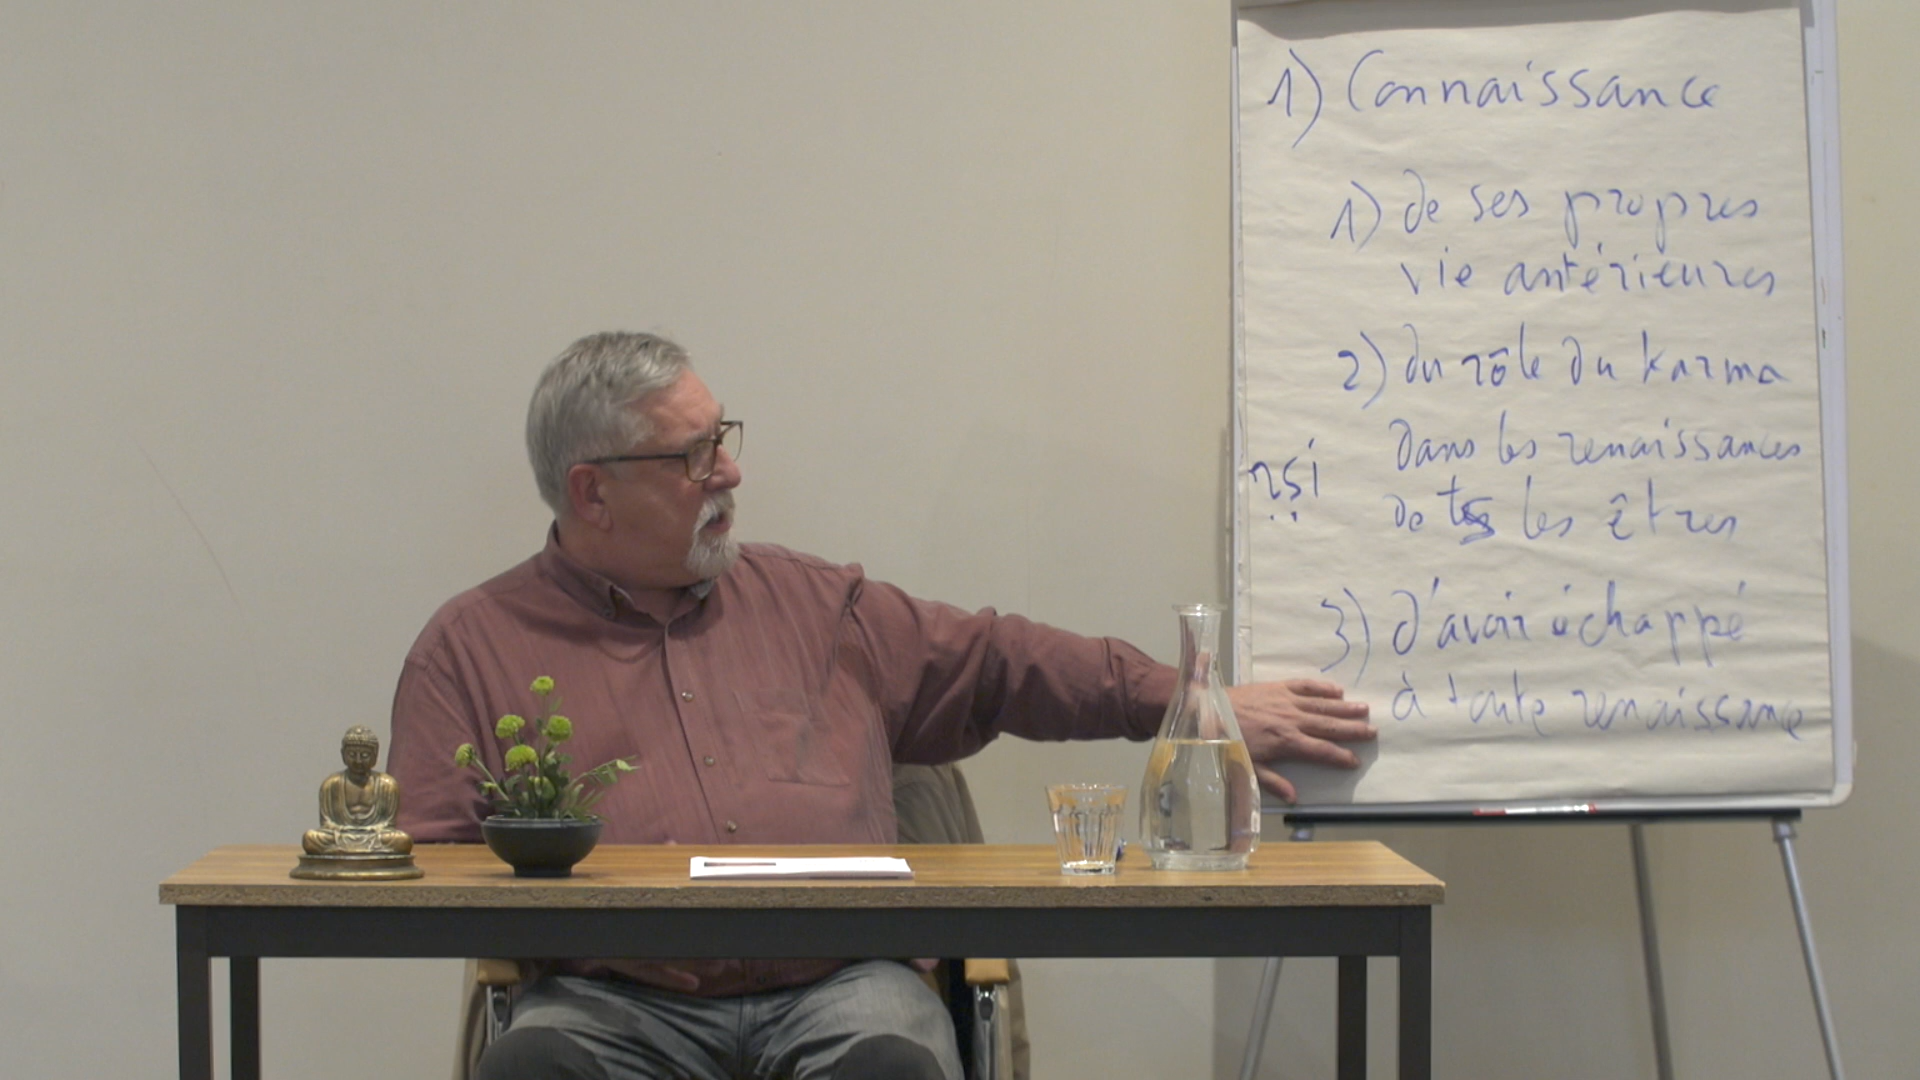 1) Connaissance
1) de ses propres
vie antérieures
2) du rôle du karma
dans les renaissances
ṛṣi
de les êtres
3) d'avoir échappé
à toute renaissance